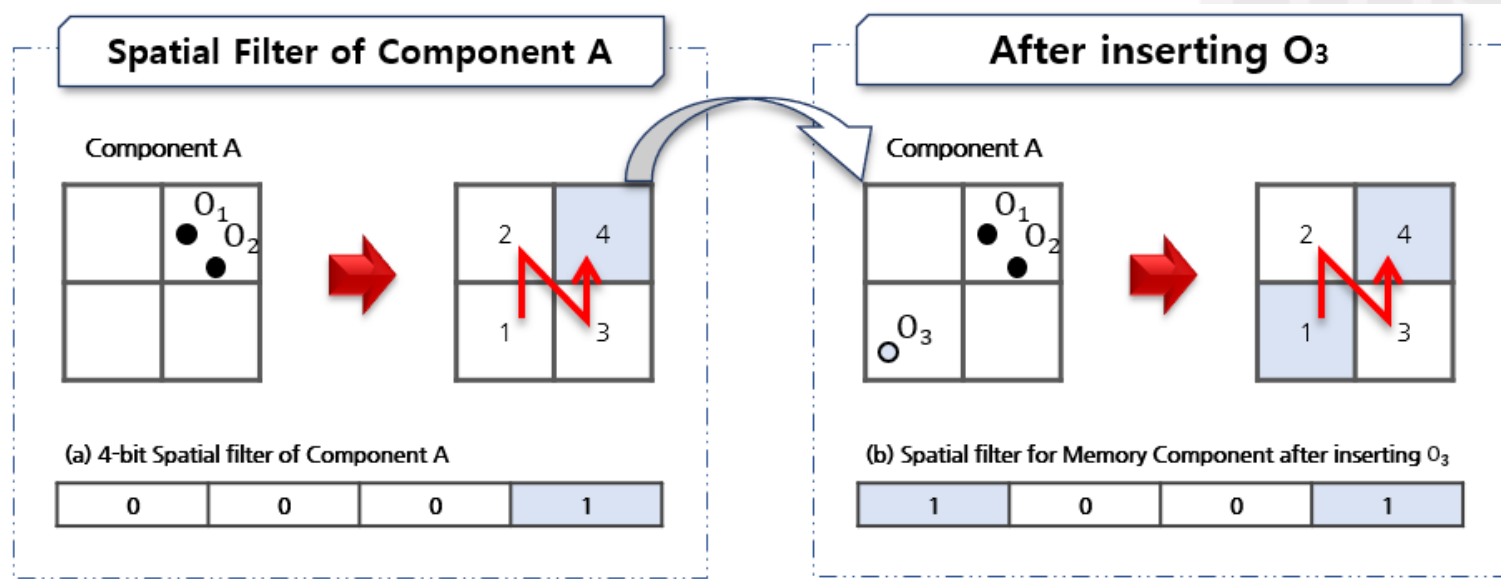 Spatial Filter of Component A
Component A
O₁
O₂
2
4
1
3
(a) 4-bit Spatial filter of Component A
0 0 0 1
After inserting O₃
Component A
O₁
O₂
O₃
2
4
1
3
(b) Spatial filter for Memory Component after inserting O₃
1 0 0 1